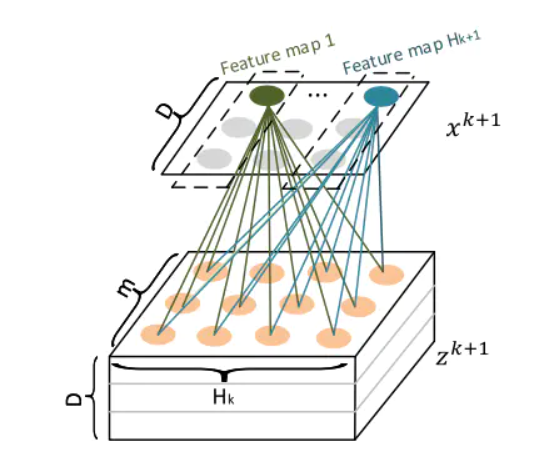 Feature map 1
Feature map Hk+1
...
D
x^{k+1}
m
z^{k+1}
Hk
D